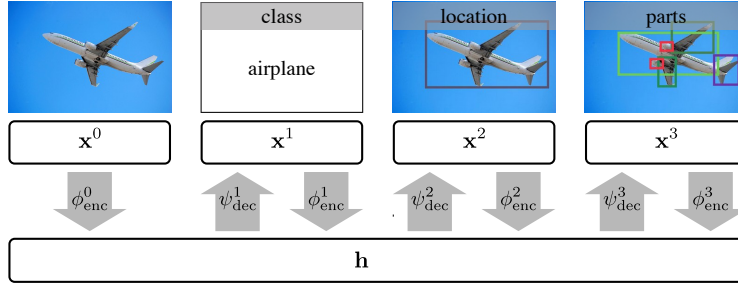 class location parts
airplane
x^0 x^1 x^2 x^3
ϕ^0_enc ψ^1_dec ϕ^1_enc ψ^2_dec ϕ^2_enc ψ^3_dec ϕ^3_enc
h